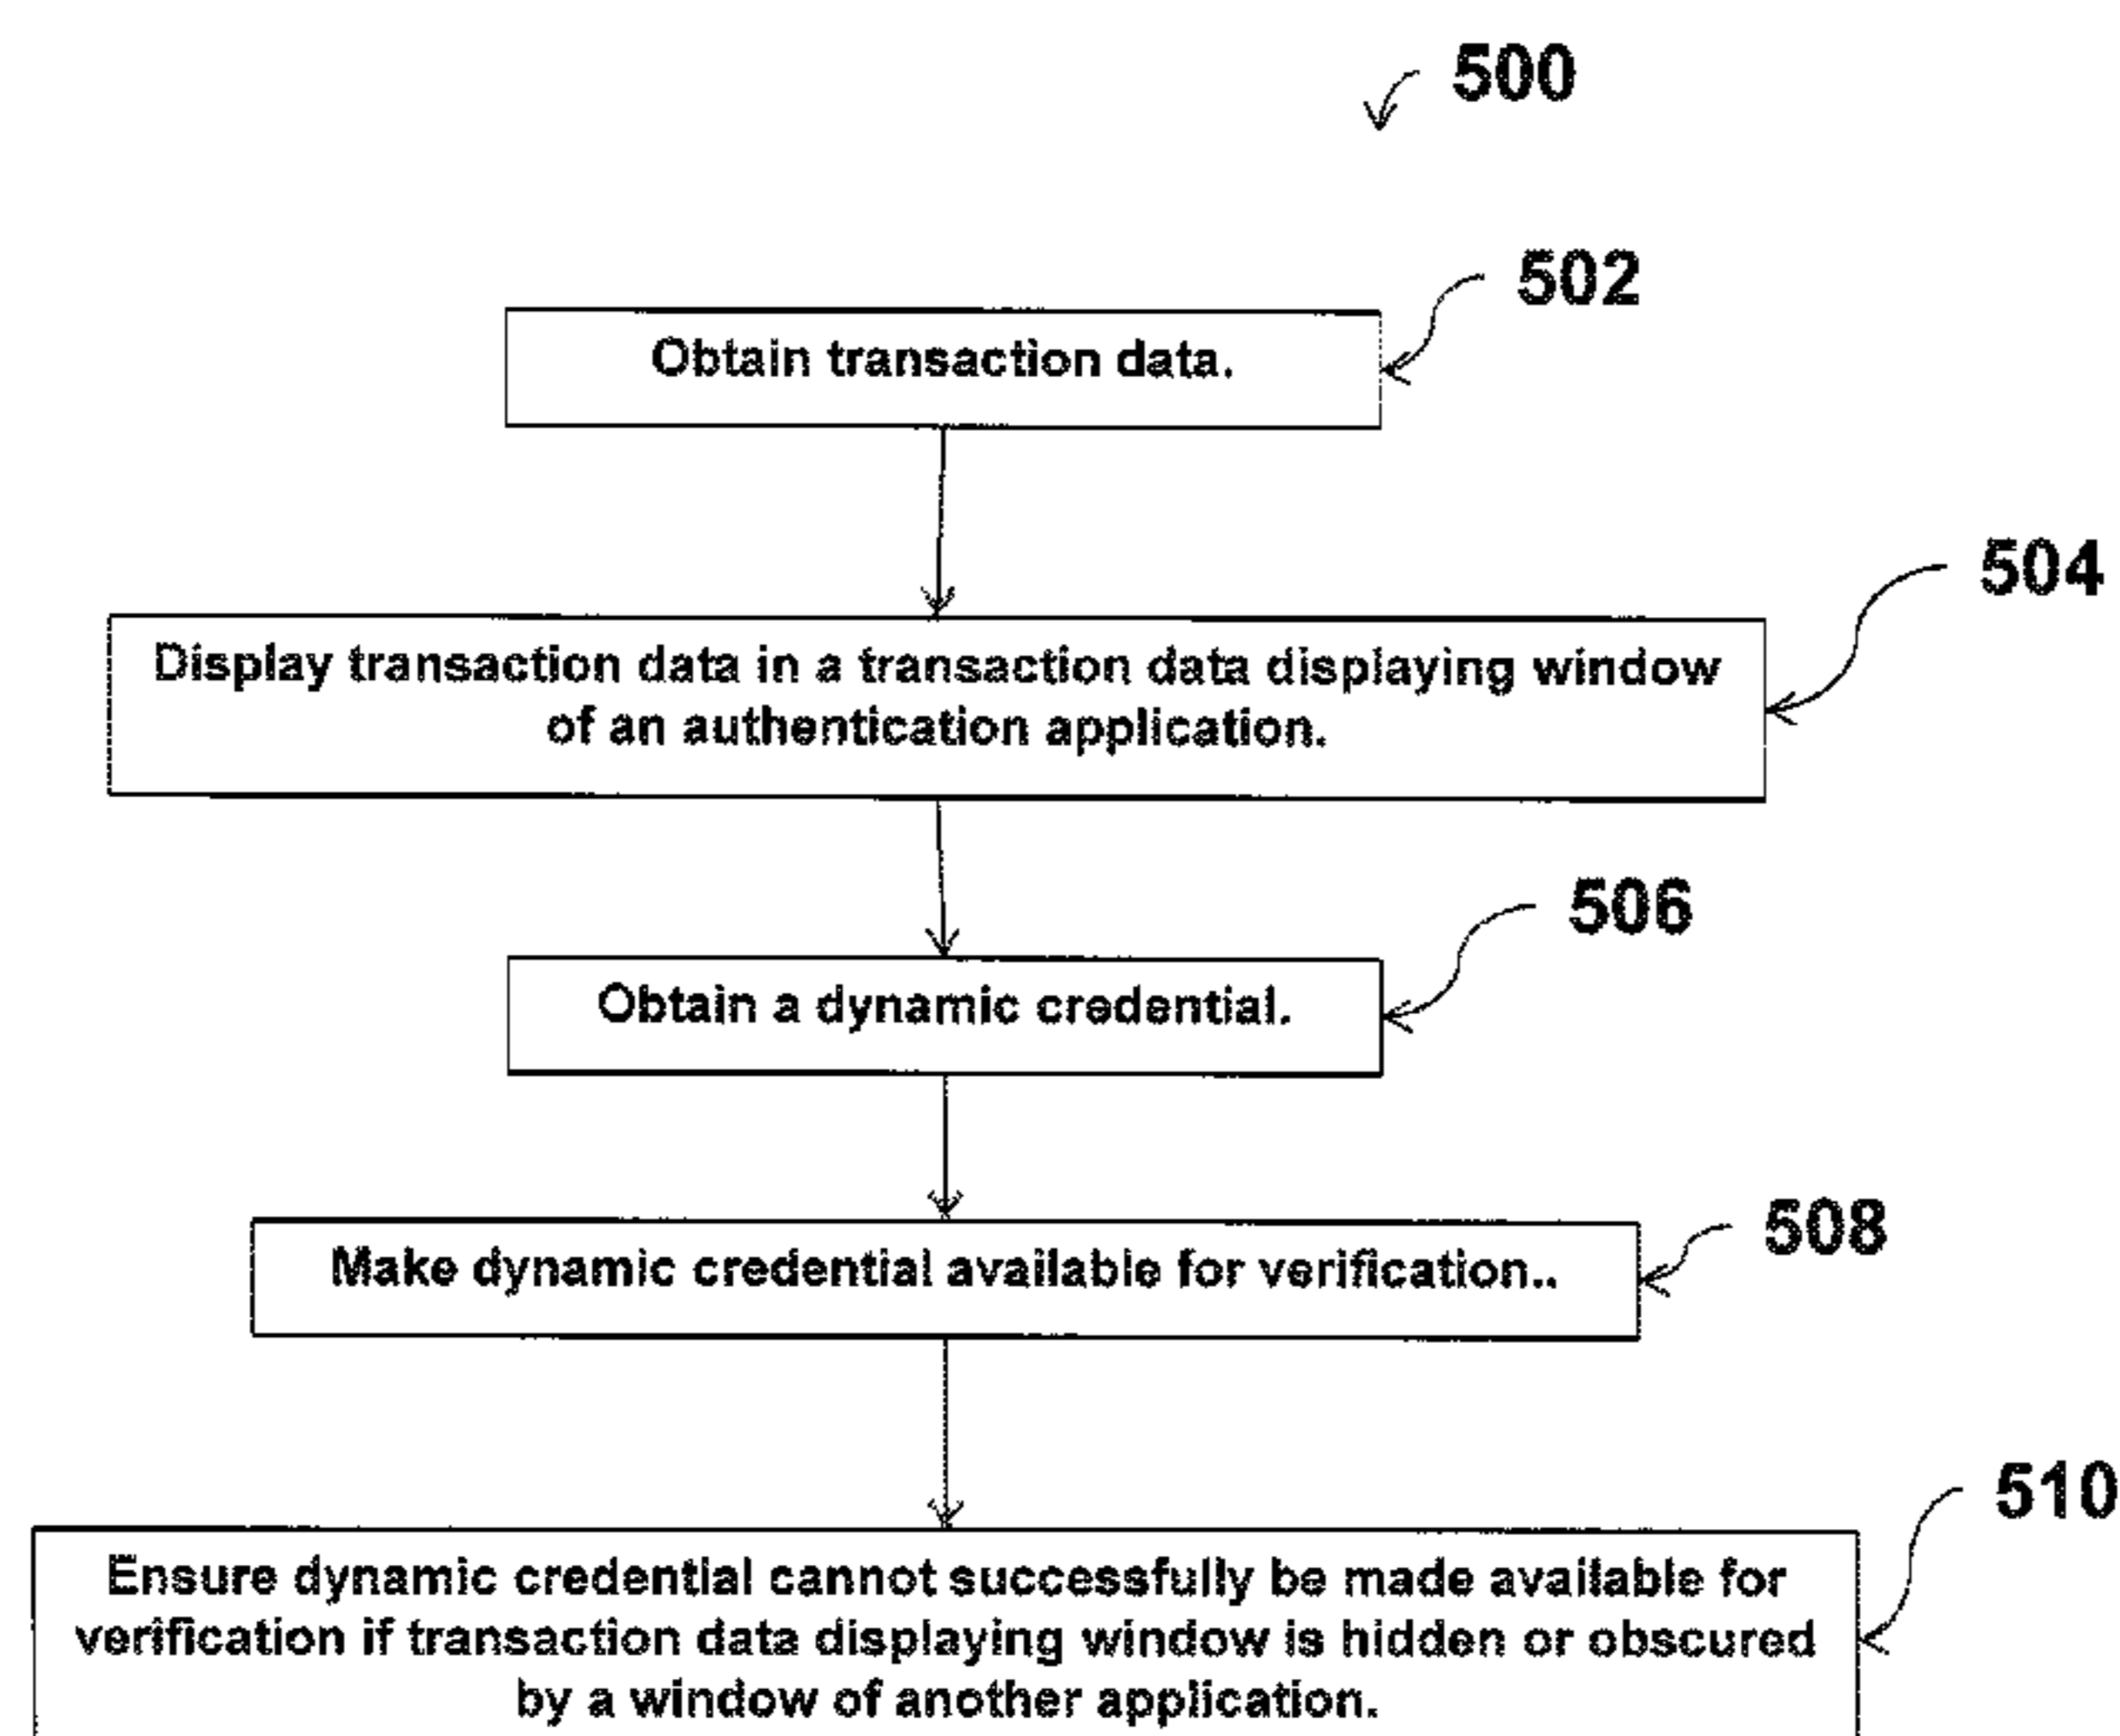 500
502
Obtain transaction data.
504
Display transaction data in a transaction data displaying window
of an authentication application.
506
Obtain a dynamic credential.
508
Make dynamic credential available for verification..
510
Ensure dynamic credential cannot successfully be made available for
verification if transaction data displaying window is hidden or obscured
by a window of another application.